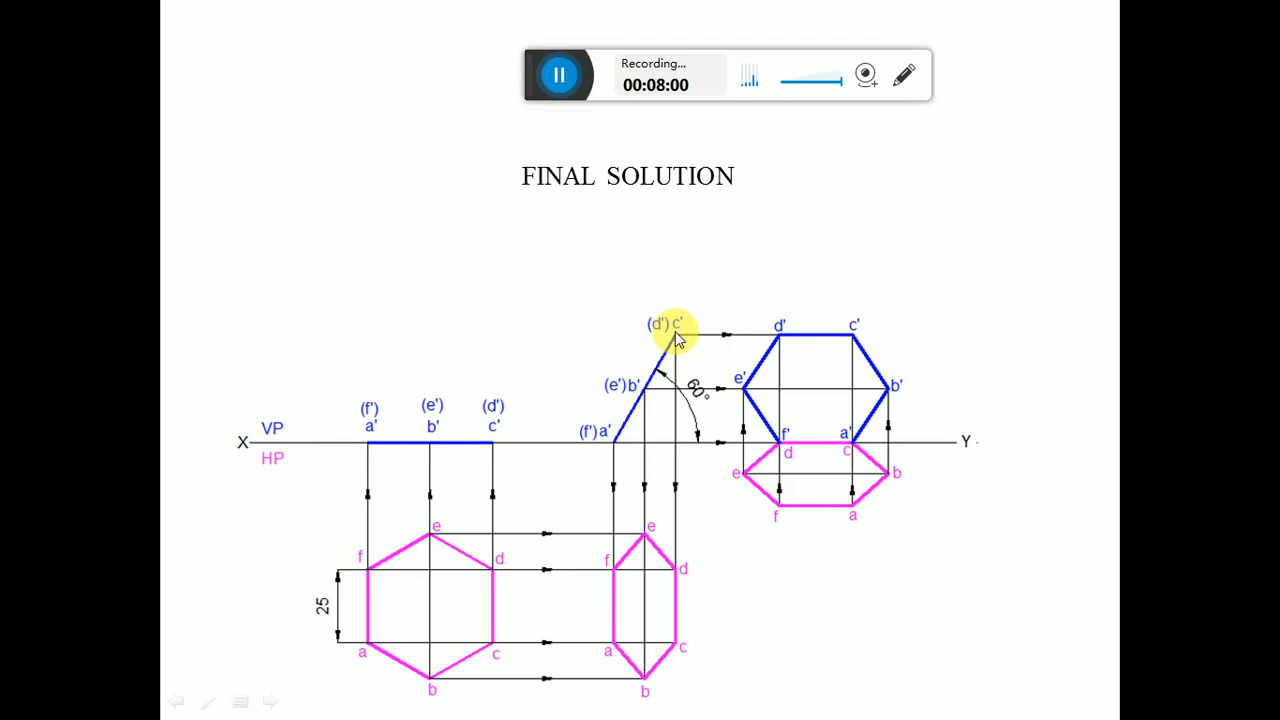 Recording...
00:08:00
FINAL SOLUTION
(d') c' d' c'
(e') b' 60° e' b'
(f') (e') (d')
a' b' c'
(f') a' f' a'
VP
X Y
HP
d c
e b
f a
e e
f d f d
25
a c a c
b b